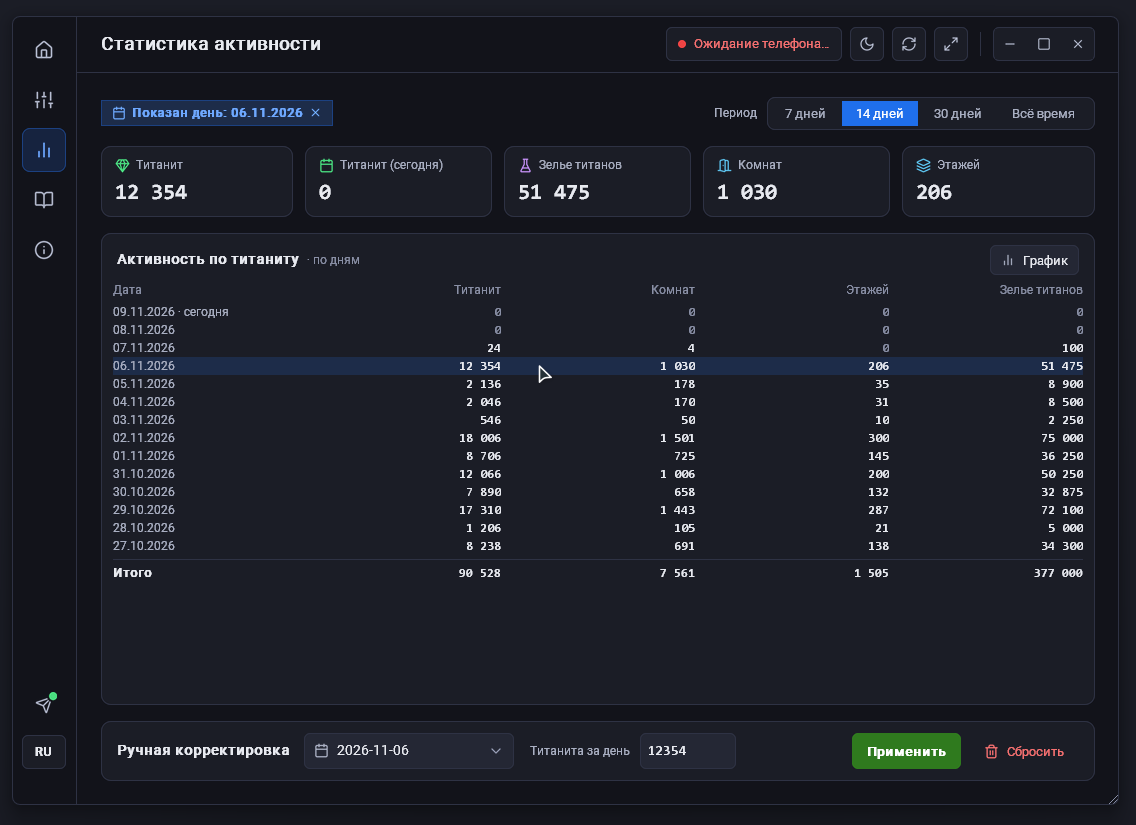 Статистика активности
Ожидание телефона...
Показан день: 06.11.2026 ×
Период 7 дней 14 дней 30 дней Всё время
Титанит Титанит (сегодня) Зелье титанов Комнат Этажей
12 354 0 51 475 1 030 206
Активность по титаниту · по дням График
Дата Титанит Комнат Этажей Зелье титанов
09.11.2026 · сегодня 0 0 0 0
08.11.2026 0 0 0 0
07.11.2026 24 4 0 100
06.11.2026 12 354 1 030 206 51 475
05.11.2026 2 136 178 35 8 900
04.11.2026 2 046 170 31 8 500
03.11.2026 546 50 10 2 250
02.11.2026 18 006 1 501 300 75 000
01.11.2026 8 706 725 145 36 250
31.10.2026 12 066 1 006 200 50 250
30.10.2026 7 890 658 132 32 875
29.10.2026 17 310 1 443 287 72 100
28.10.2026 1 206 105 21 5 000
27.10.2026 8 238 691 138 34 300
Итого 90 528 7 561 1 505 377 000
Ручная корректировка 2026-11-06 Титанита за день 12354 Применить Сбросить
RU